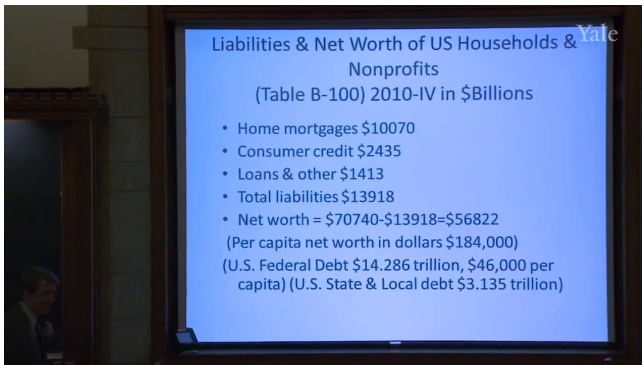 Yale
Liabilities & Net Worth of US Households &
Nonprofits
(Table B-100) 2010-IV in $Billions
• Home mortgages $10070
• Consumer credit $2435
• Loans & other $1413
• Total liabilities $13918
• Net worth = $70740-$13918=$56822
(Per capita net worth in dollars $184,000)
(U.S. Federal Debt $14.286 trillion, $46,000 per
capita) (U.S. State & Local debt $3.135 trillion)